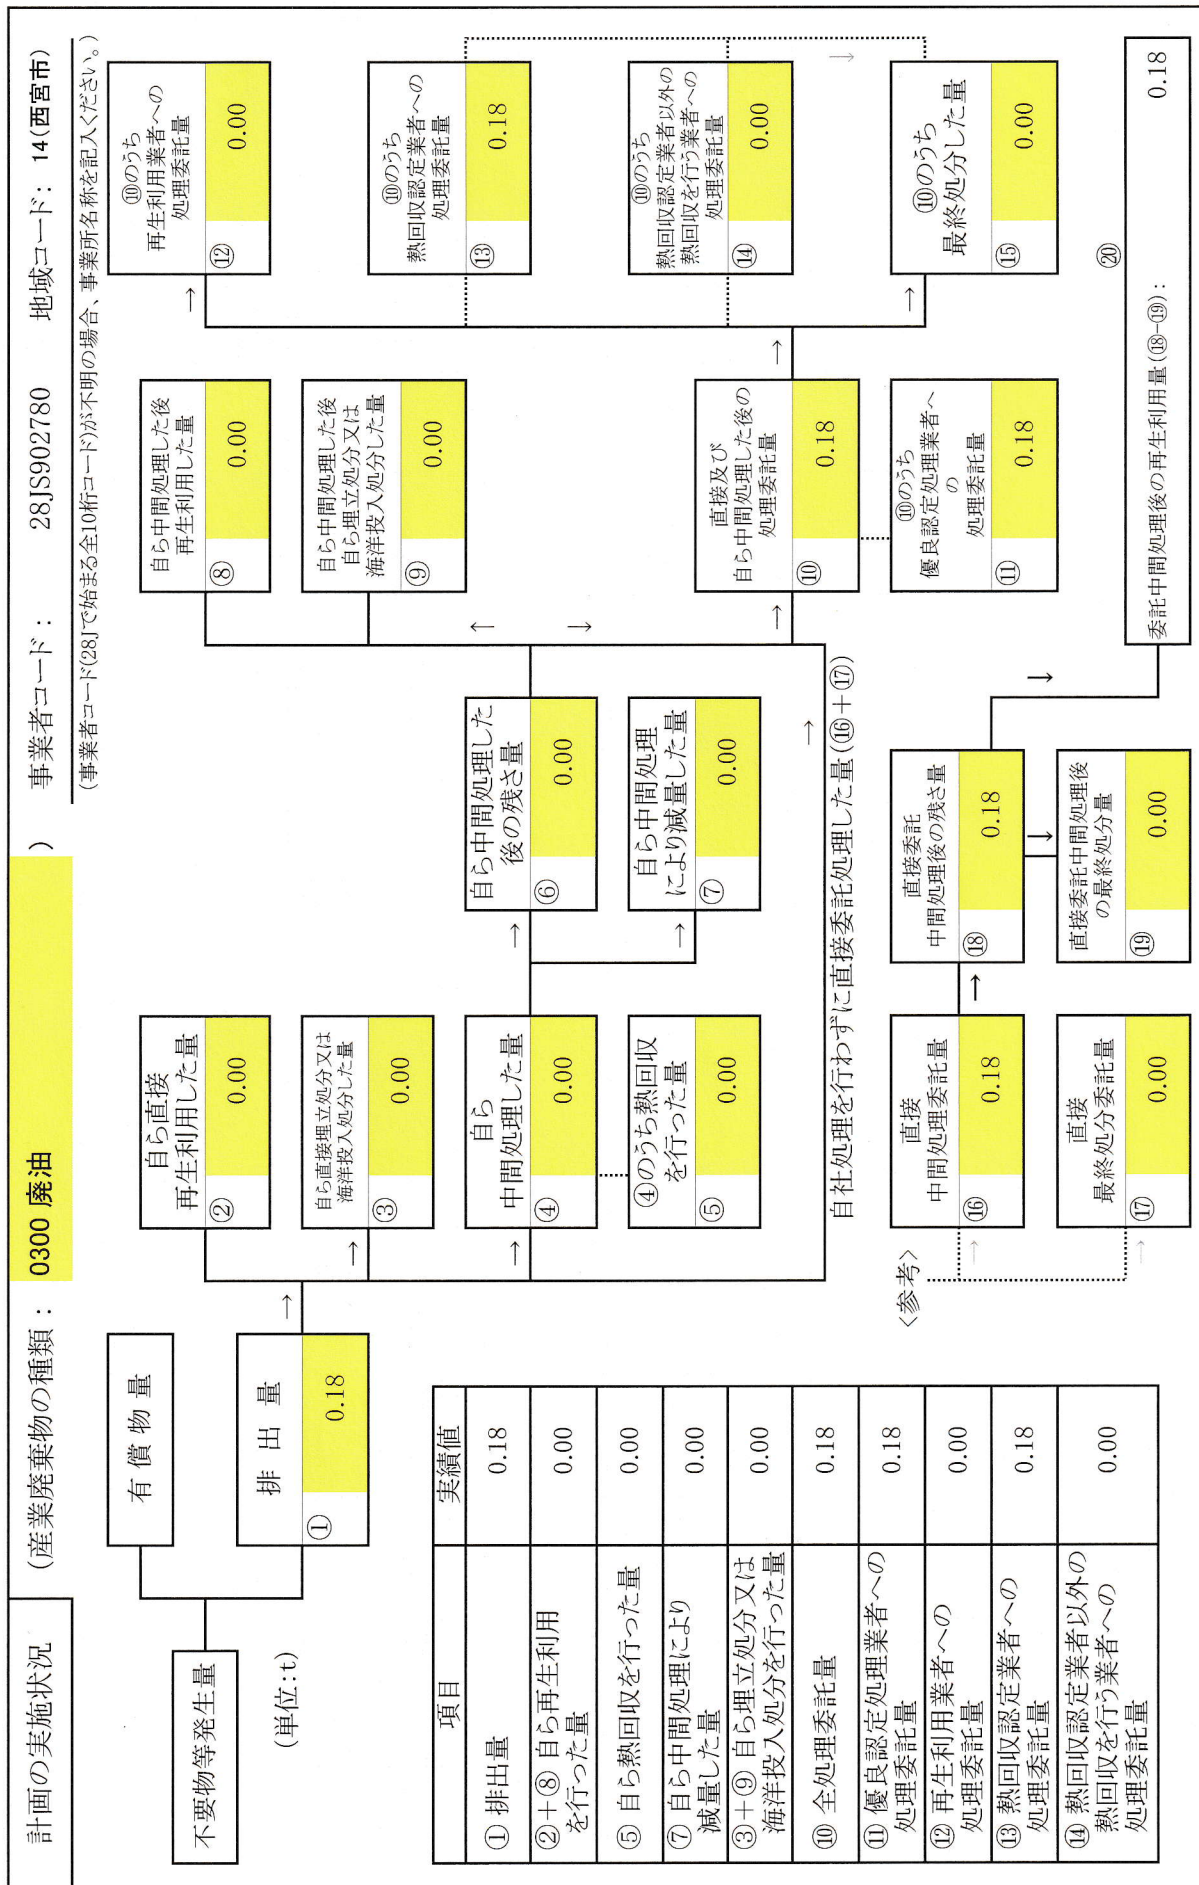 計画の実施状況
(産業廃棄物の種類： 0300 廃油 )
事業者コード： 28JS902780 地域コード： 14(西宮市)
(事業者コード(28Jで始まる全10桁コード)が不明の場合、事業所名称を記入ください。)
不要物等発生量
(単位:t)
有 償 物 量
排 出 量
① 0.18
→
自ら直接
再生利用した量
② 0.00
自ら直接埋立処分又は
海洋投入処分した量
③ 0.00
→
自ら
中間処理した量
④ 0.00
→
④のうち熱回収
を行った量
⑤ 0.00
自ら中間処理した
後の残さ量
⑥ 0.00
→
自ら中間処理
により減量した量
⑦ 0.00
→
自ら中間処理した後
再生利用した量
⑧ 0.00
自ら中間処理した後
自ら埋立処分又は
海洋投入処分した量
⑨ 0.00
↑
↓
直接及び
自ら中間処理した後の
処理委託量
⑩ 0.18
→
→
⑩のうち
優良認定処理業者へ
の
処理委託量
⑪ 0.18
⑩のうち
再生利用業者への
処理委託量
⑫ 0.00
→
⑩のうち
熱回収認定業者への
処理委託量
⑬ 0.18
⑩のうち
熱回収認定業者以外の
熱回収を行う業者への
処理委託量
⑭ 0.00
↓
⑩のうち
最終処分した量
⑮ 0.00
→
自社処理を行わずに直接委託処理した量(⑯＋⑰)
→
〈参考〉
直接
中間処理委託量
⑯ 0.18
→
直接
最終処分委託量
⑰ 0.00
→
直接委託
中間処理後の残さ量
⑱ 0.18
→
直接委託中間処理後
の最終処分量
⑲ 0.00
↓
↓
⑳
委託中間処理後の再生利用量(⑱-⑲)： 0.18
項目 実績値
① 排出量 0.18
②＋⑧ 自ら再生利用
を行った量 0.00
⑤ 自ら熱回収を行った量 0.00
⑦ 自ら中間処理により
減量した量 0.00
③＋⑨ 自ら埋立処分又は
海洋投入処分を行った量 0.00
⑩ 全処理委託量 0.18
⑪ 優良認定処理業者への
処理委託量 0.18
⑫ 再生利用業者への
処理委託量 0.00
⑬ 熱回収認定業者への
処理委託量 0.18
⑭ 熱回収認定業者以外の
熱回収を行う業者への
処理委託量 0.00